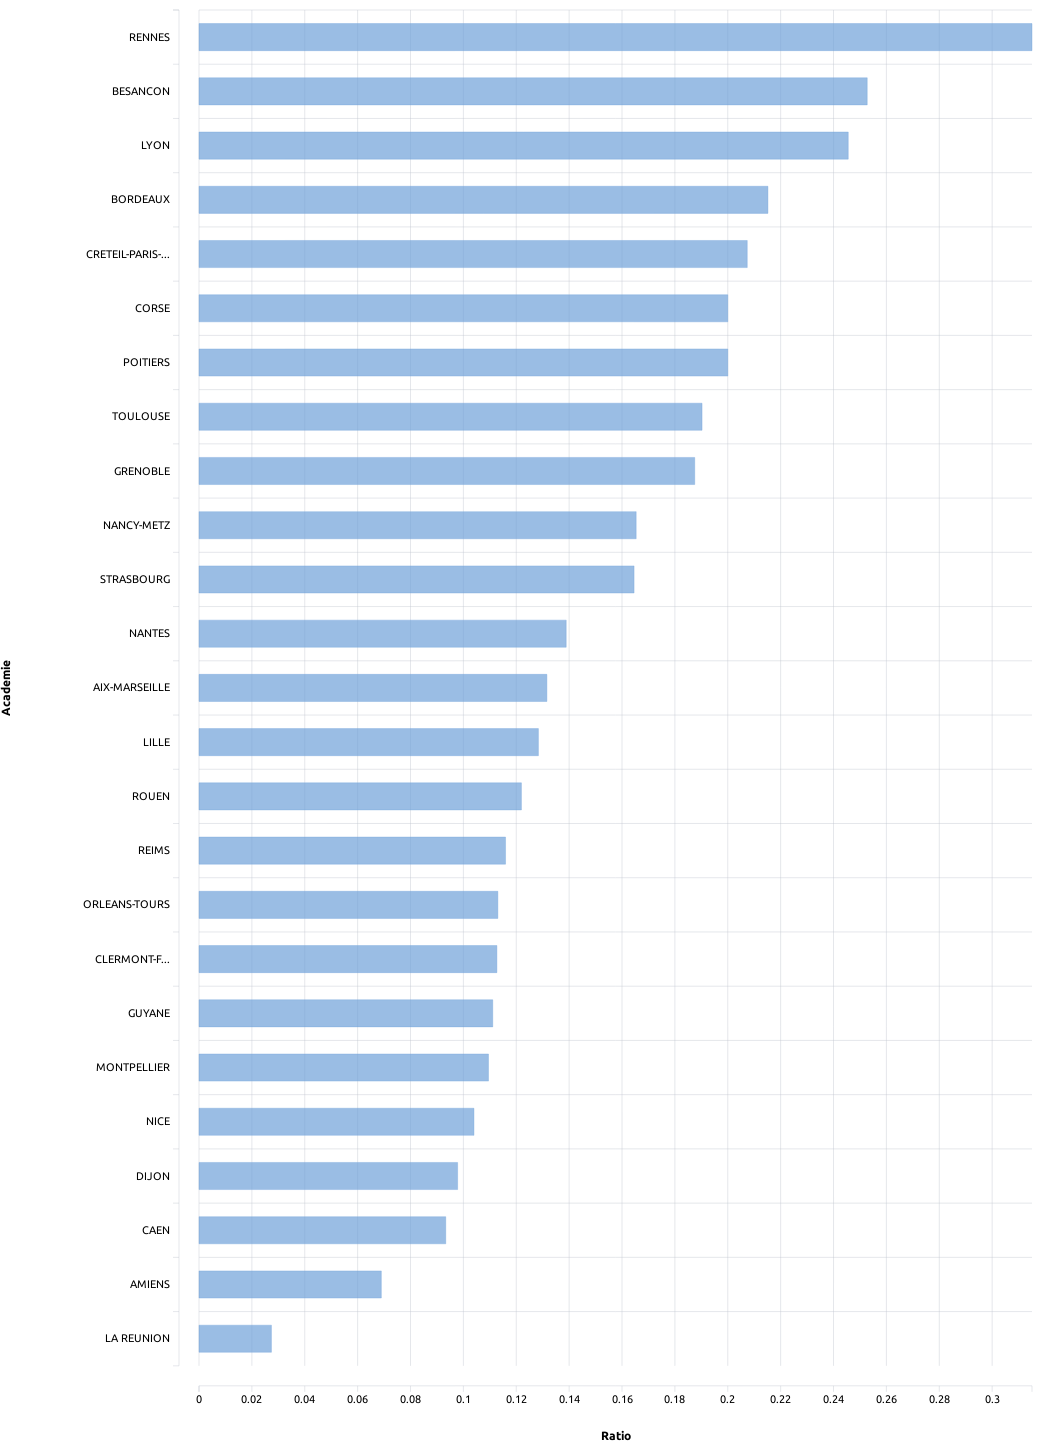 RENNES
BESANCON
LYON
BORDEAUX
CRETEIL-PARIS-...
CORSE
POITIERS
TOULOUSE
GRENOBLE
NANCY-METZ
STRASBOURG
NANTES
AIX-MARSEILLE
LILLE
ROUEN
REIMS
ORLEANS-TOURS
CLERMONT-F...
GUYANE
MONTPELLIER
NICE
DIJON
CAEN
AMIENS
LA REUNION
Academie
0 0.02 0.04 0.06 0.08 0.1 0.12 0.14 0.16 0.18 0.2 0.22 0.24 0.26 0.28 0.3
Ratio